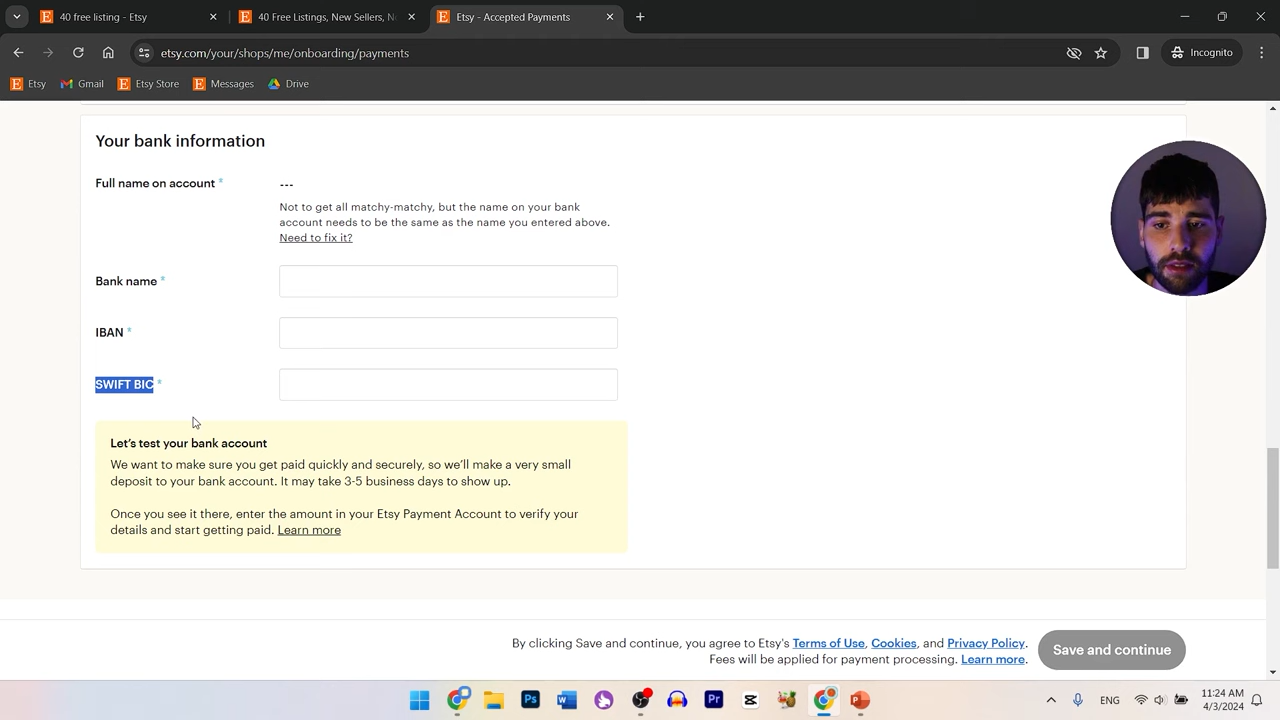 40 free listing - Etsy
40 Free Listings, New Sellers, N
Etsy - Accepted Payments
etsy.com/your/shops/me/onboarding/payments
Incognito
Etsy
Gmail
Etsy Store
Messages
Drive
Your bank information
Full name on account *
---
Not to get all matchy-matchy, but the name on your bank
account needs to be the same as the name you entered above.
Need to fix it?
Bank name *
IBAN *
SWIFT BIC *
Let's test your bank account
We want to make sure you get paid quickly and securely, so we'll make a very small
deposit to your bank account. It may take 3-5 business days to show up.
Once you see it there, enter the amount in your Etsy Payment Account to verify your
details and start getting paid. Learn more
By clicking Save and continue, you agree to Etsy's Terms of Use, Cookies, and Privacy Policy.
Fees will be applied for payment processing. Learn more.
Save and continue
ENG
11:24 AM
4/3/2024